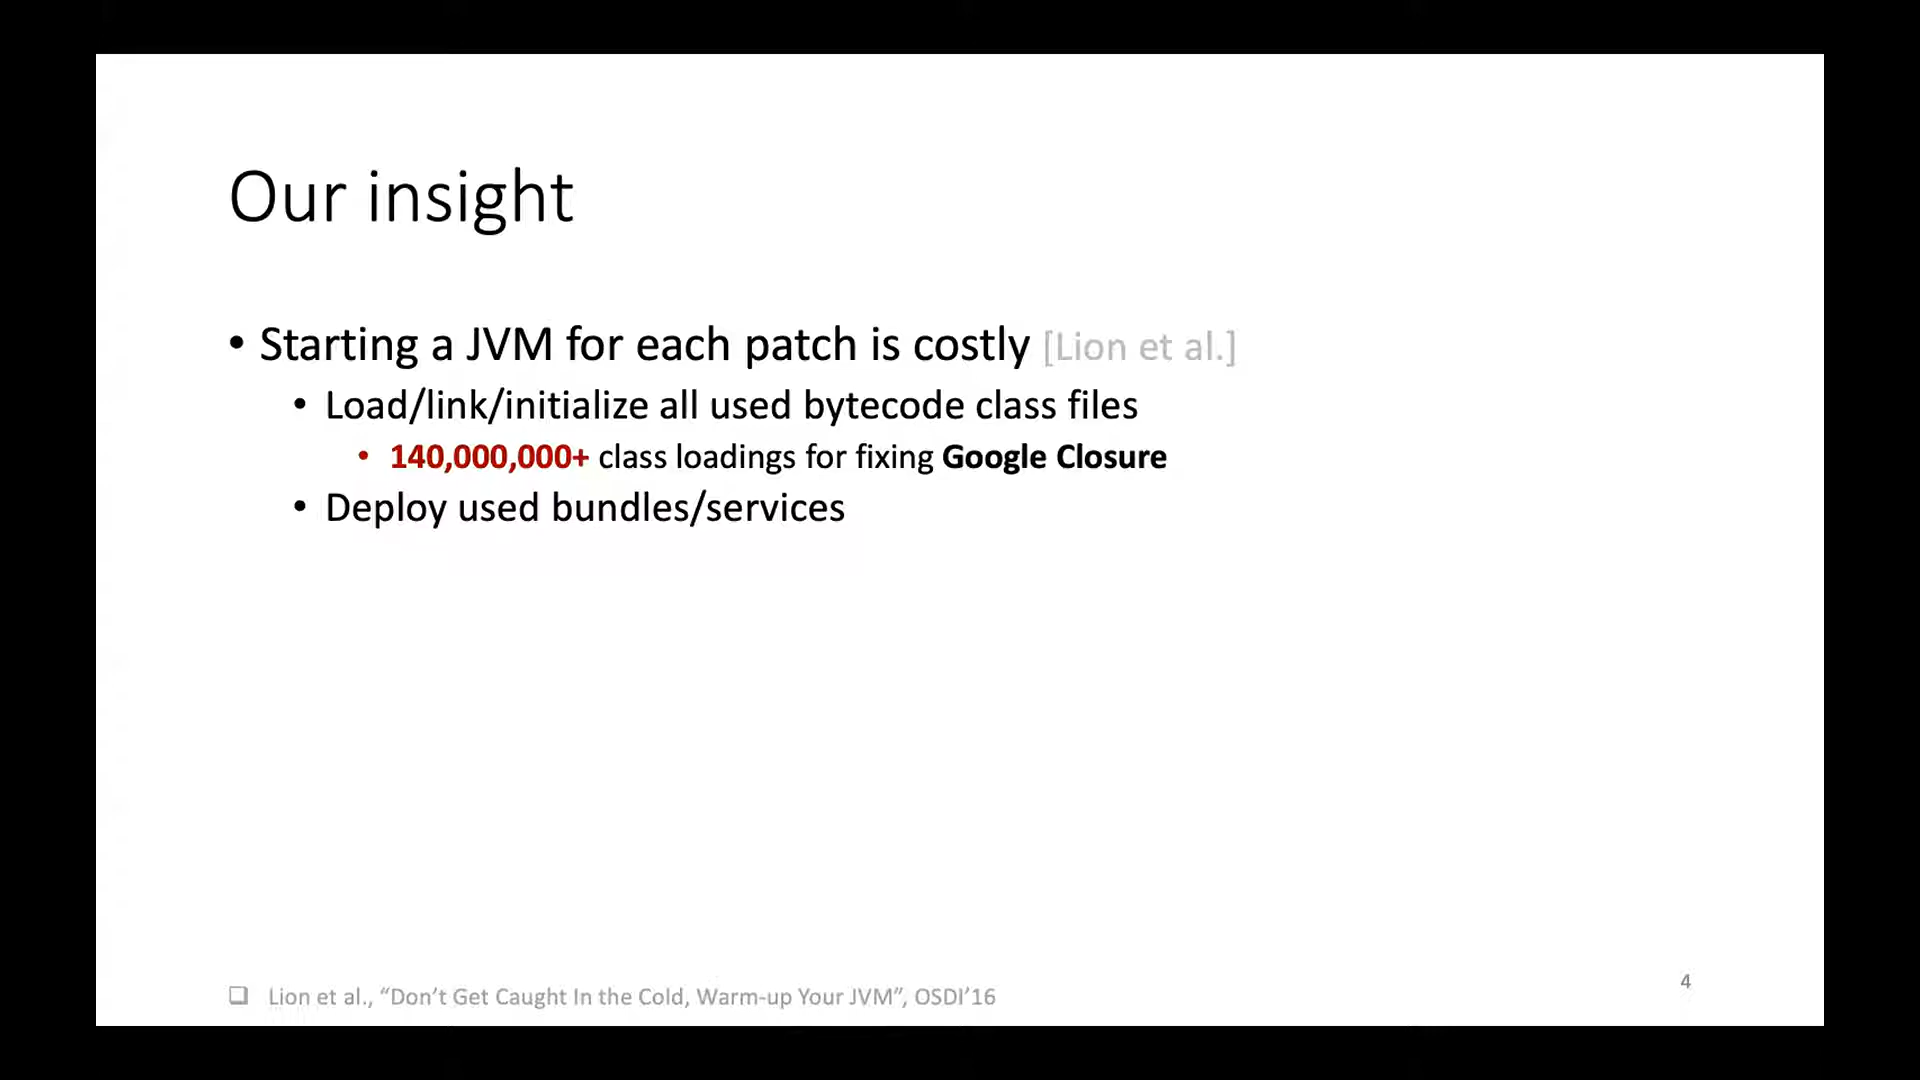 Our insight
• Starting a JVM for each patch is costly [Lion et al.]
• Load/link/initialize all used bytecode class files
• 140,000,000+ class loadings for fixing Google Closure
• Deploy used bundles/services
❑ Lion et al., “Don’t Get Caught In the Cold, Warm-up Your JVM”, OSDI’16
4